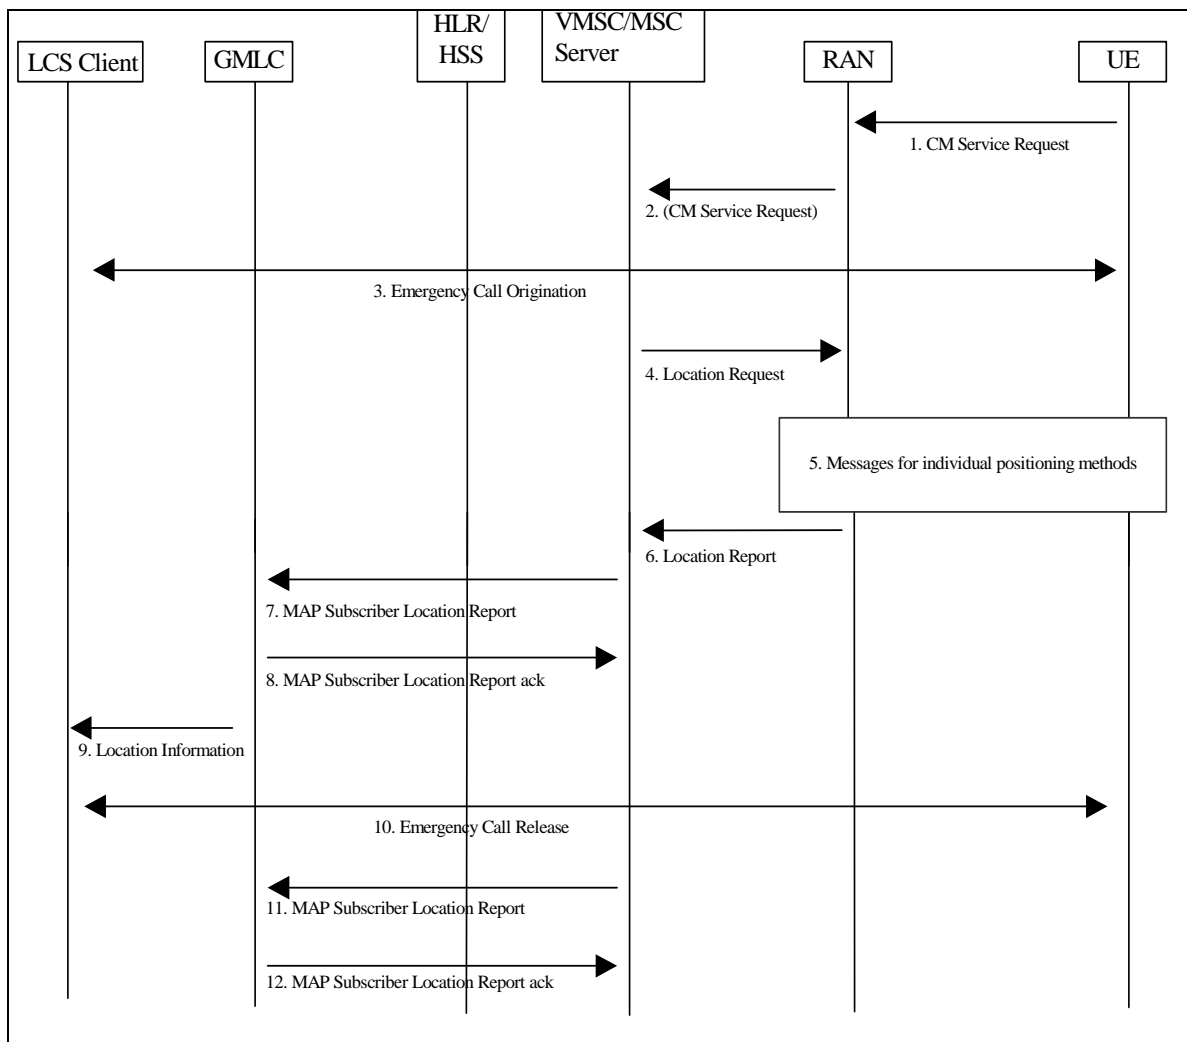 LCS Client
GMLC
HLR/
HSS
VMSC/MSC
Server
RAN
UE
1. CM Service Request
2. (CM Service Request)
3. Emergency Call Origination
4. Location Request
5. Messages for individual positioning methods
6. Location Report
7. MAP Subscriber Location Report
8. MAP Subscriber Location Report ack
9. Location Information
10. Emergency Call Release
11. MAP Subscriber Location Report
12. MAP Subscriber Location Report ack